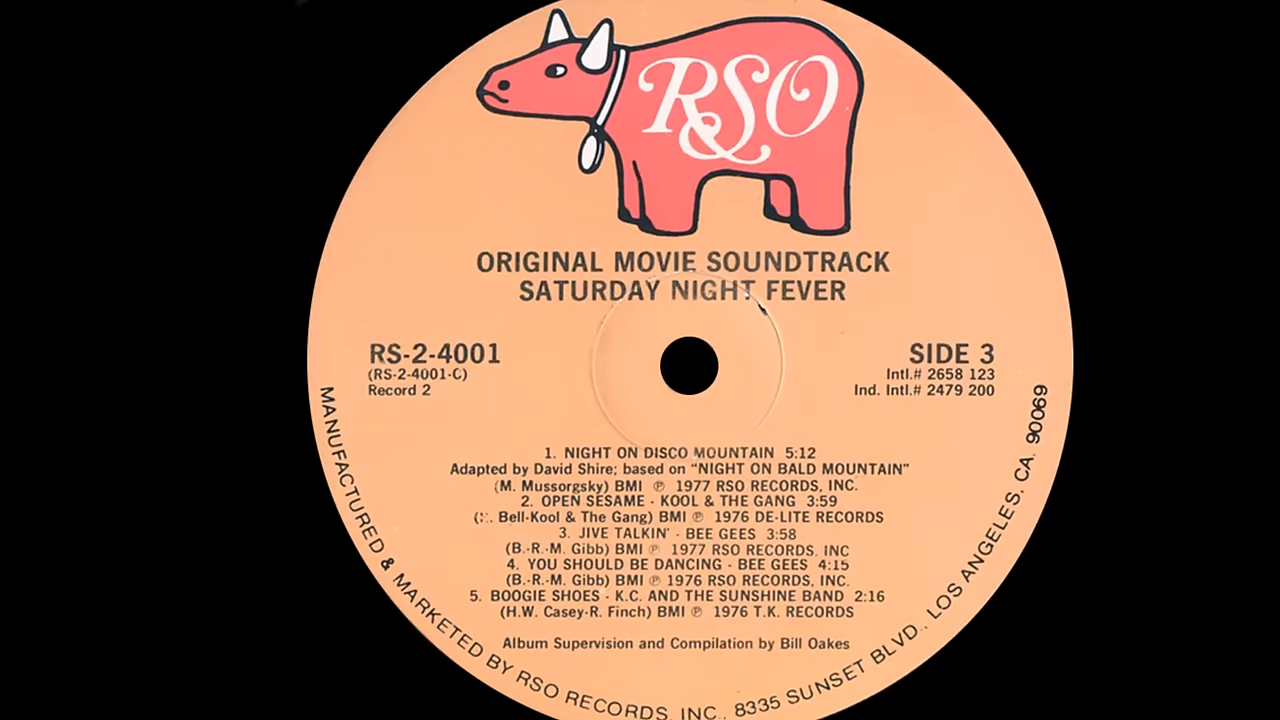 RSO
ORIGINAL MOVIE SOUNDTRACK
SATURDAY NIGHT FEVER
RS-2-4001
(RS-2-4001-C)
Record 2
SIDE 3
Intl.# 2658 123
Ind. Intl.# 2479 200
1. NIGHT ON DISCO MOUNTAIN 5:12
Adapted by David Shire; based on “NIGHT ON BALD MOUNTAIN”
(M. Mussorgsky) BMI ℗ 1977 RSO RECORDS, INC.
2. OPEN SESAME - KOOL & THE GANG 3:59
Bell-Kool & The Gang) BMI ℗ 1976 DE-LITE RECORDS
3. JIVE TALKIN' - BEE GEES 3:58
(B.-R.-M. Gibb) BMI ℗ 1977 RSO RECORDS, INC
4. YOU SHOULD BE DANCING - BEE GEES 4:15
(B.-R.-M. Gibb) BMI ℗ 1976 RSO RECORDS, INC.
5. BOOGIE SHOES - K.C. AND THE SUNSHINE BAND 2:16
(H.W. Casey-R. Finch) BMI ℗ 1976 T.K. RECORDS
Album Supervision and Compilation by Bill Oakes
MANUFACTURED & MARKETED BY RSO RECORDS, INC., 8335 SUNSET BLVD., LOS ANGELES, CA. 90069